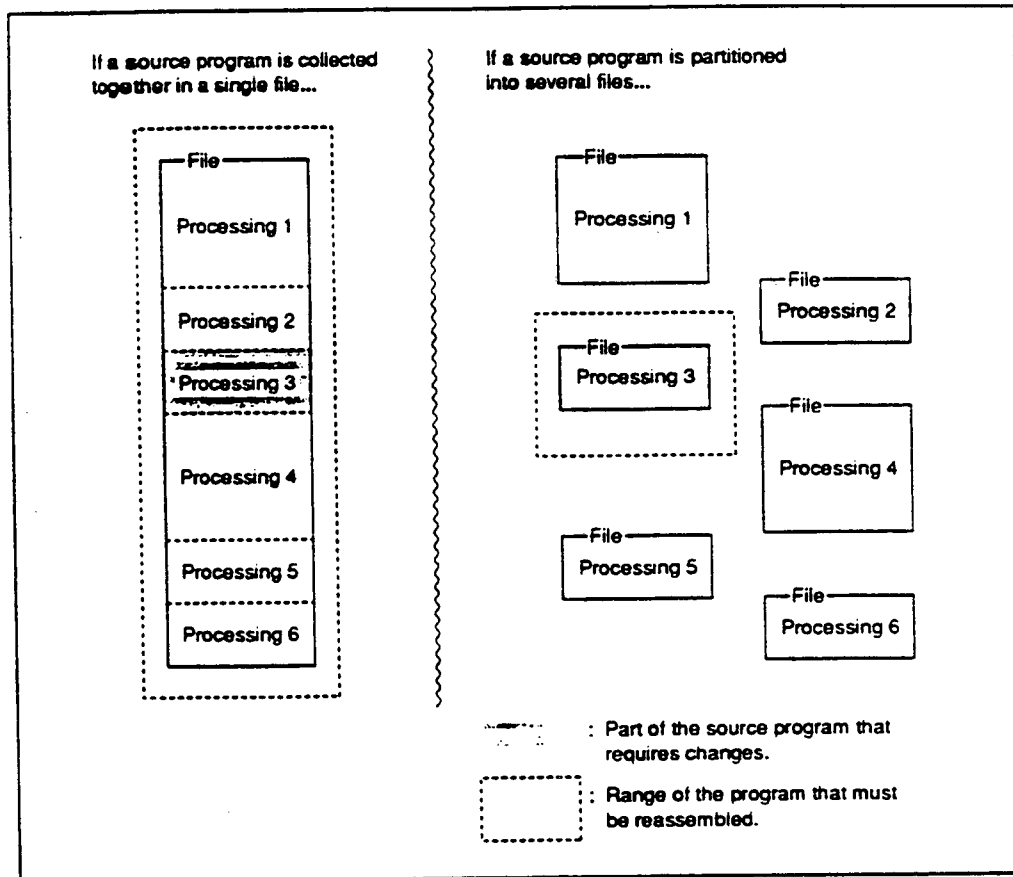 If a source program is collected
together in a single file...
File
Processing 1
Processing 2
Processing 3
Processing 4
Processing 5
Processing 6
If a source program is partitioned
into several files...
File
Processing 1
File
Processing 2
File
Processing 3
File
Processing 4
File
Processing 5
File
Processing 6
: Part of the source program that
requires changes.
: Range of the program that must
be reassembled.